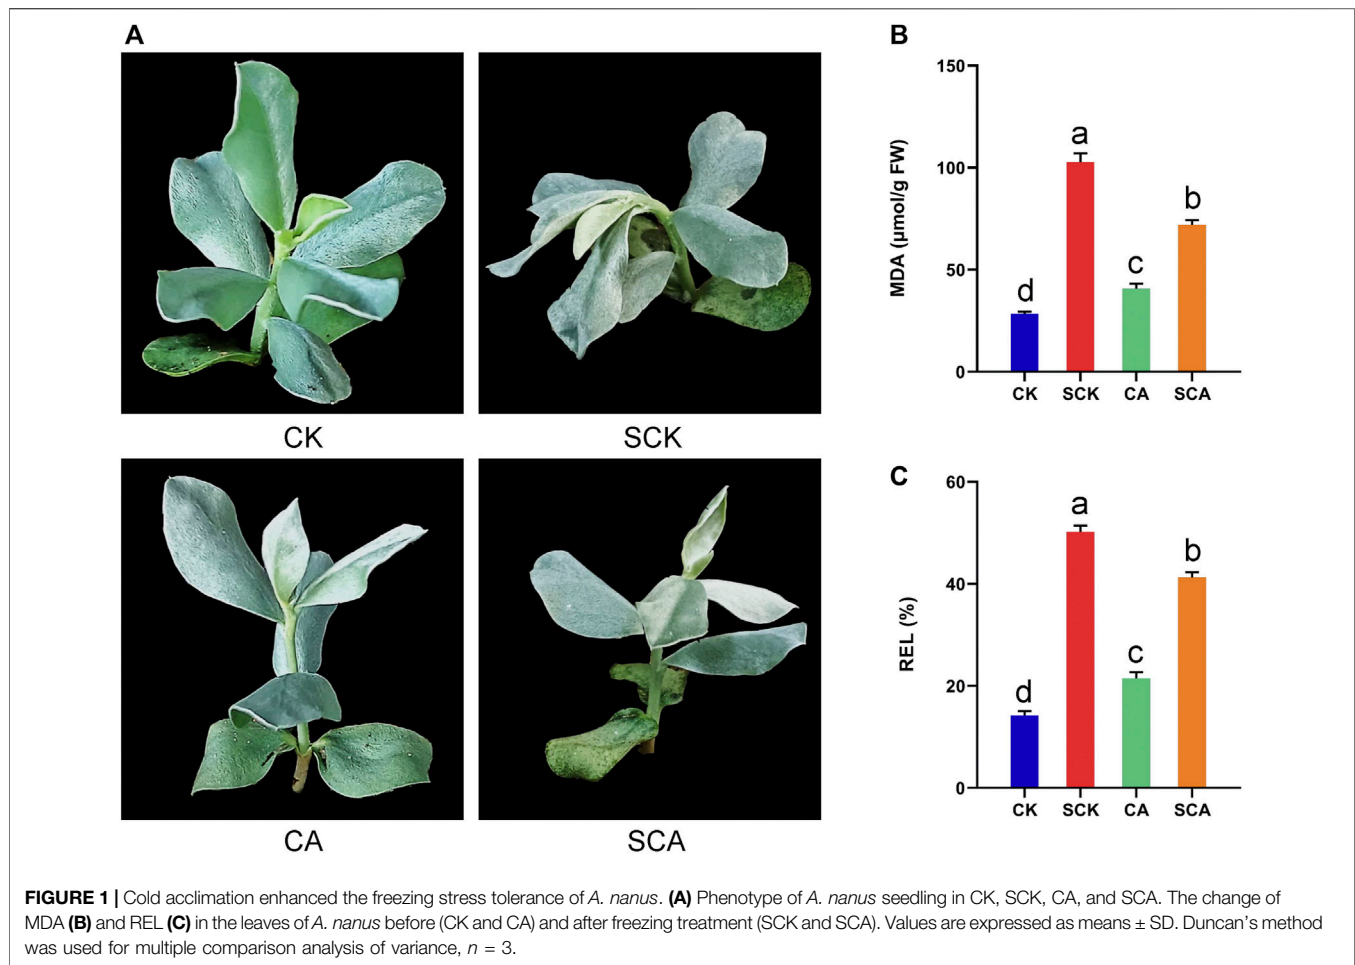 A
CK
SCK
CA
SCA
B
MDA (μmol/g FW)
150
100
50
0
d
a
c
b
CK SCK CA SCA
C
REL (%)
60
40
20
0
d
a
c
b
CK SCK CA SCA
FIGURE 1 | Cold acclimation enhanced the freezing stress tolerance of A. nanus. (A) Phenotype of A. nanus seedling in CK, SCK, CA, and SCA. The change of
MDA (B) and REL (C) in the leaves of A. nanus before (CK and CA) and after freezing treatment (SCK and SCA). Values are expressed as means ± SD. Duncan’s method
was used for multiple comparison analysis of variance, n = 3.